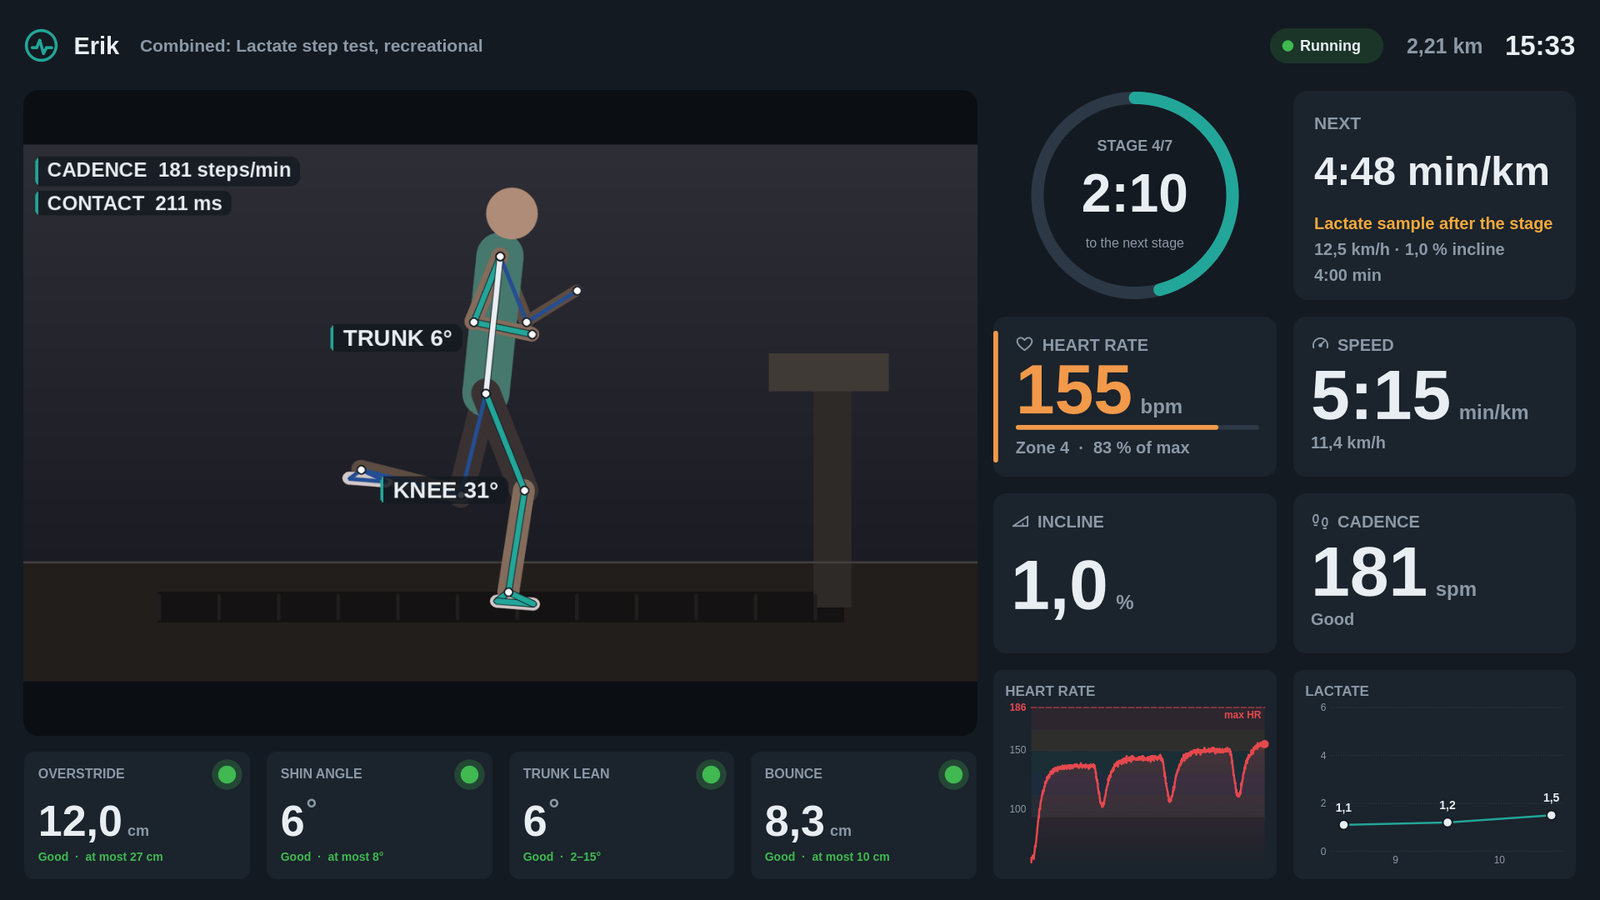 Erik
Combined: Lactate step test, recreational
Running
2,21 km
15:33
CADENCE 181 steps/min
CONTACT 211 ms
TRUNK 6°
KNEE 31°
STAGE 4/7
2:10
to the next stage
NEXT
4:48 min/km
Lactate sample after the stage
12,5 km/h · 1,0 % incline
4:00 min
HEART RATE
155 bpm
Zone 4 · 83 % of max
SPEED
5:15 min/km
11,4 km/h
INCLINE
1,0 %
CADENCE
181 spm
Good
OVERSTRIDE
12,0 cm
Good · at most 27 cm
SHIN ANGLE
6°
Good · at most 8°
TRUNK LEAN
6°
Good · 2–15°
BOUNCE
8,3 cm
Good · at most 10 cm
HEART RATE
186
max HR
150
100
LACTATE
6
4
2
0
1,1
1,2
1,5
9
10